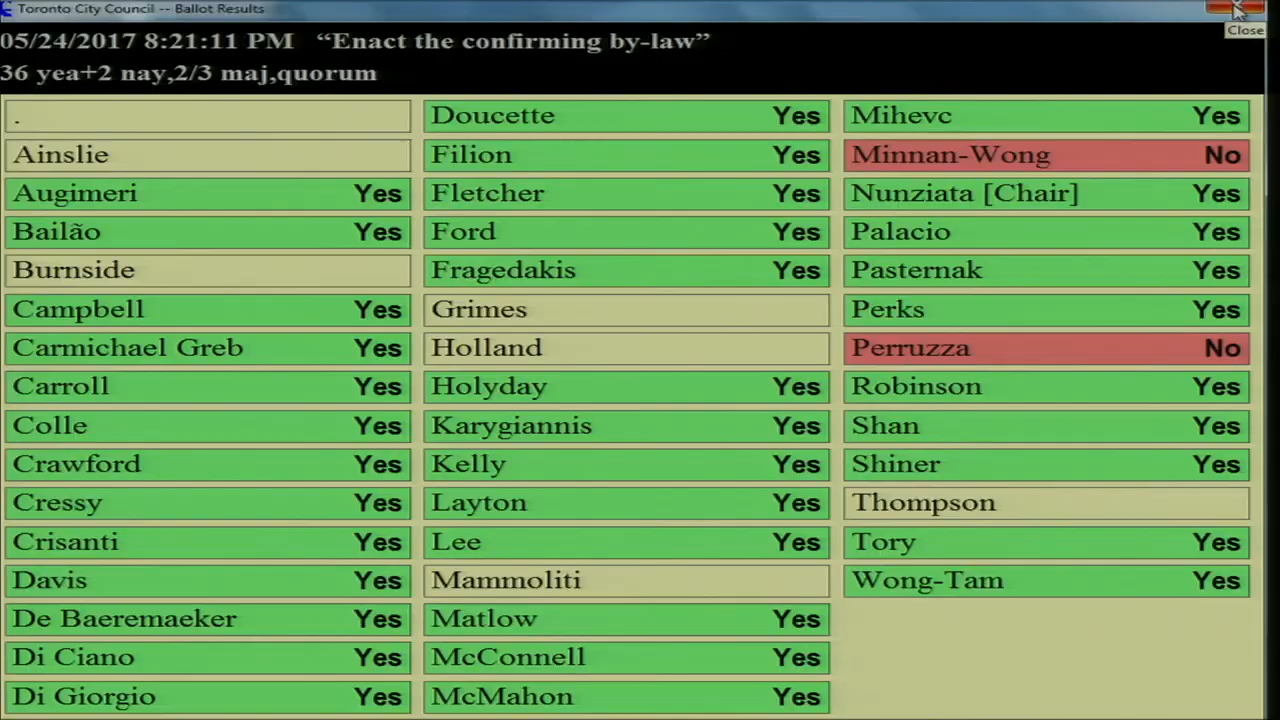 Toronto City Council -- Ballot Results
Close
05/24/2017 8:21:11 PM “Enact the confirming by-law”
36 yea+2 nay,2/3 maj,quorum
.
Ainslie
Augimeri Yes
Bailão Yes
Burnside
Campbell Yes
Carmichael Greb Yes
Carroll Yes
Colle Yes
Crawford Yes
Cressy Yes
Crisanti Yes
Davis Yes
De Baeremaeker Yes
Di Ciano Yes
Di Giorgio Yes
Doucette Yes
Filion Yes
Fletcher Yes
Ford Yes
Fragedakis Yes
Grimes
Holland
Holyday Yes
Karygiannis Yes
Kelly Yes
Layton Yes
Lee Yes
Mammoliti
Matlow Yes
McConnell Yes
McMahon Yes
Mihevc Yes
Minnan-Wong No
Nunziata [Chair] Yes
Palacio Yes
Pasternak Yes
Perks Yes
Perruzza No
Robinson Yes
Shan Yes
Shiner Yes
Thompson
Tory Yes
Wong-Tam Yes